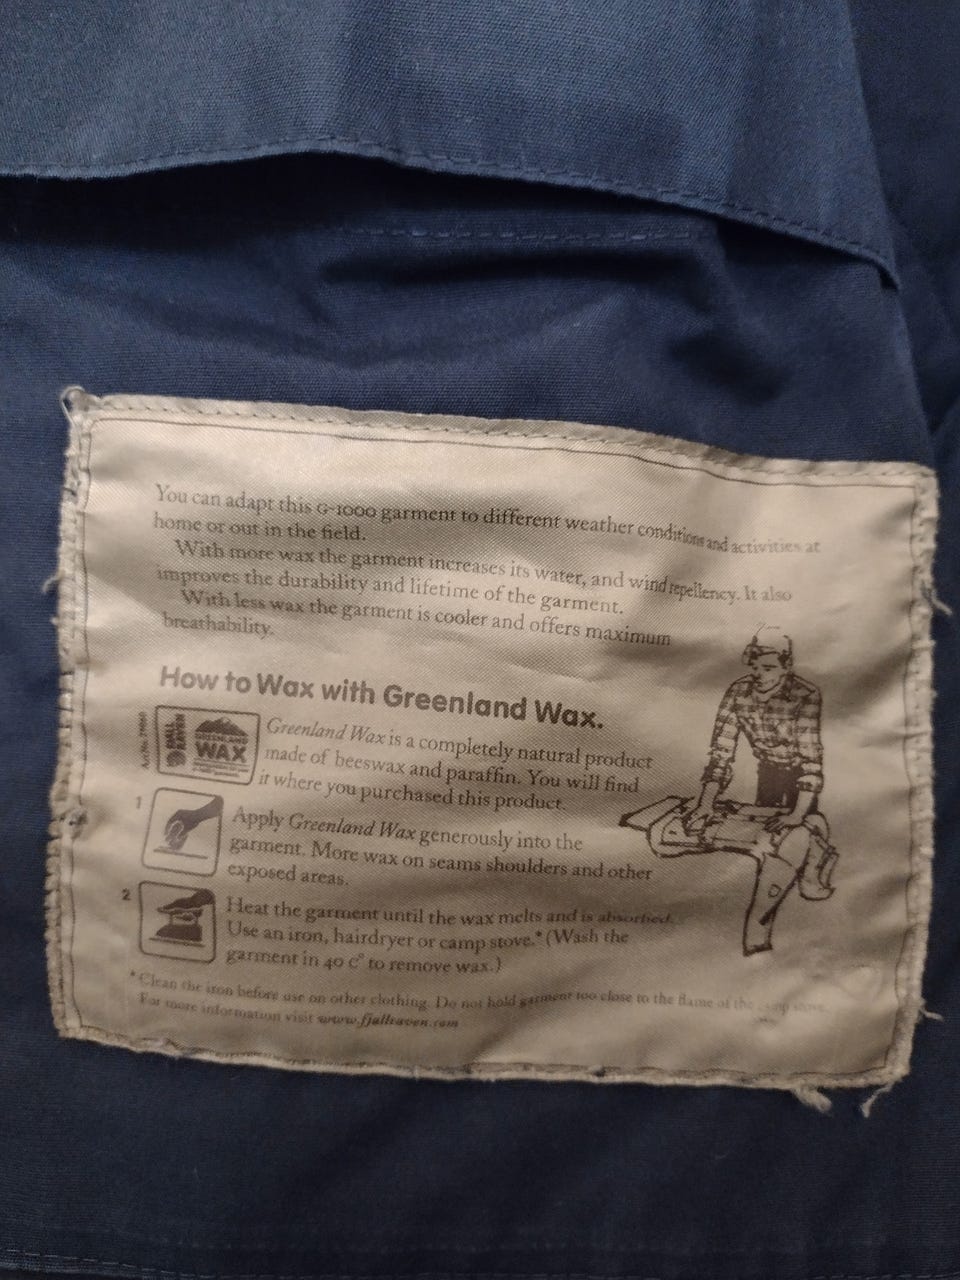 You can adapt this G-1000 garment to different weather conditions and activities at
home or out in the field.
With more wax the garment increases its water, and wind repellency. It also
improves the durability and lifetime of the garment.
With less wax the garment is cooler and offers maximum
breathability.
How to Wax with Greenland Wax.
FJALL
RAVEN
GREENLAND
WAX
Greenland Wax is a completely natural product
made of beeswax and paraffin. You will find
it where you purchased this product.
1
Apply Greenland Wax generously into the
garment. More wax on seams shoulders and other
exposed areas.
2
Heat the garment until the wax melts and is absorbed.
Use an iron, hairdryer or camp stove.* (Wash the
garment in 40 c° to remove wax.)
*Clean the iron before use on other clothing. Do not hold garment too close to the flame of the camp stove.
For more information visit www.fjallraven.com